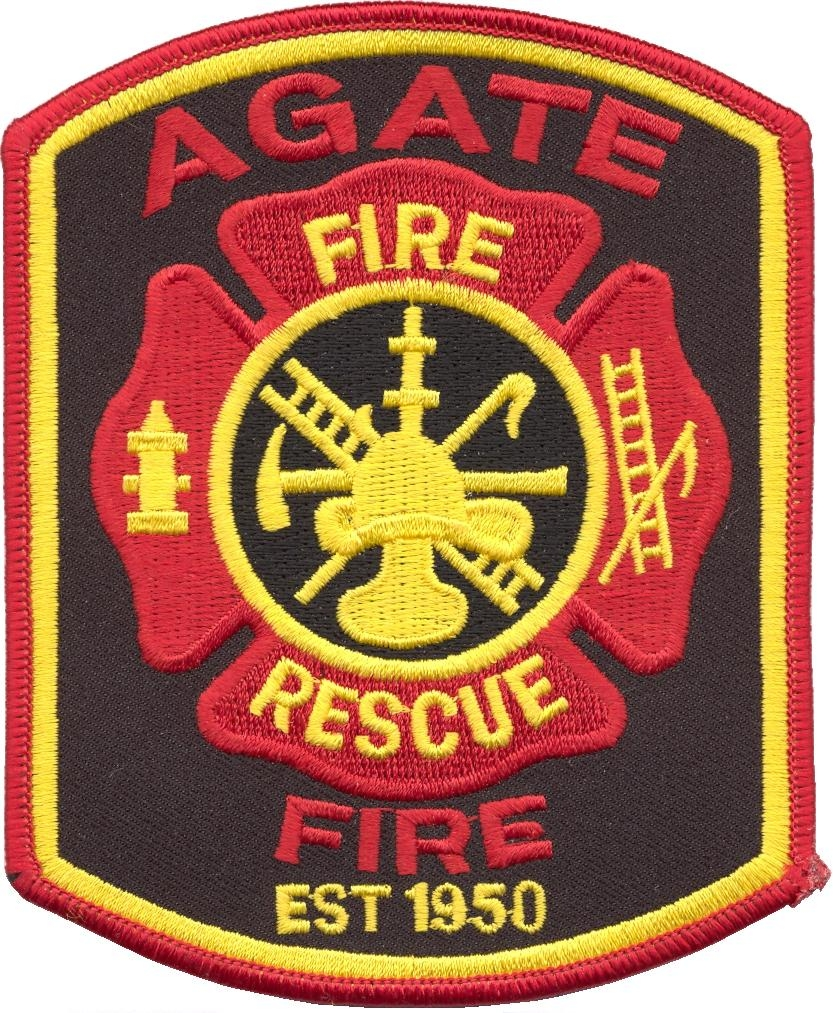 AGATE
FIRE
RESCUE
FIRE
EST 1950